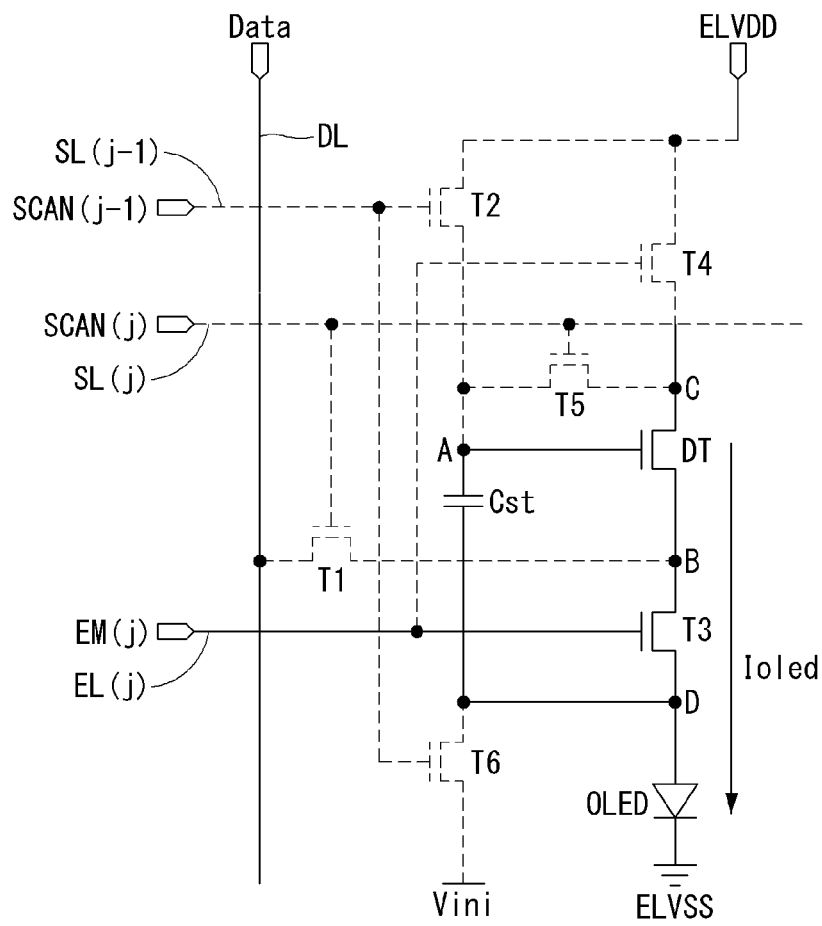 Data
ELVDD
DL
SL(j-1)
SCAN(j-1)
T2
T4
SCAN(j)
SL(j)
T5
C
A
DT
Cst
T1
B
EM(j)
T3
EL(j)
Ioled
D
T6
OLED
Vini
ELVSS